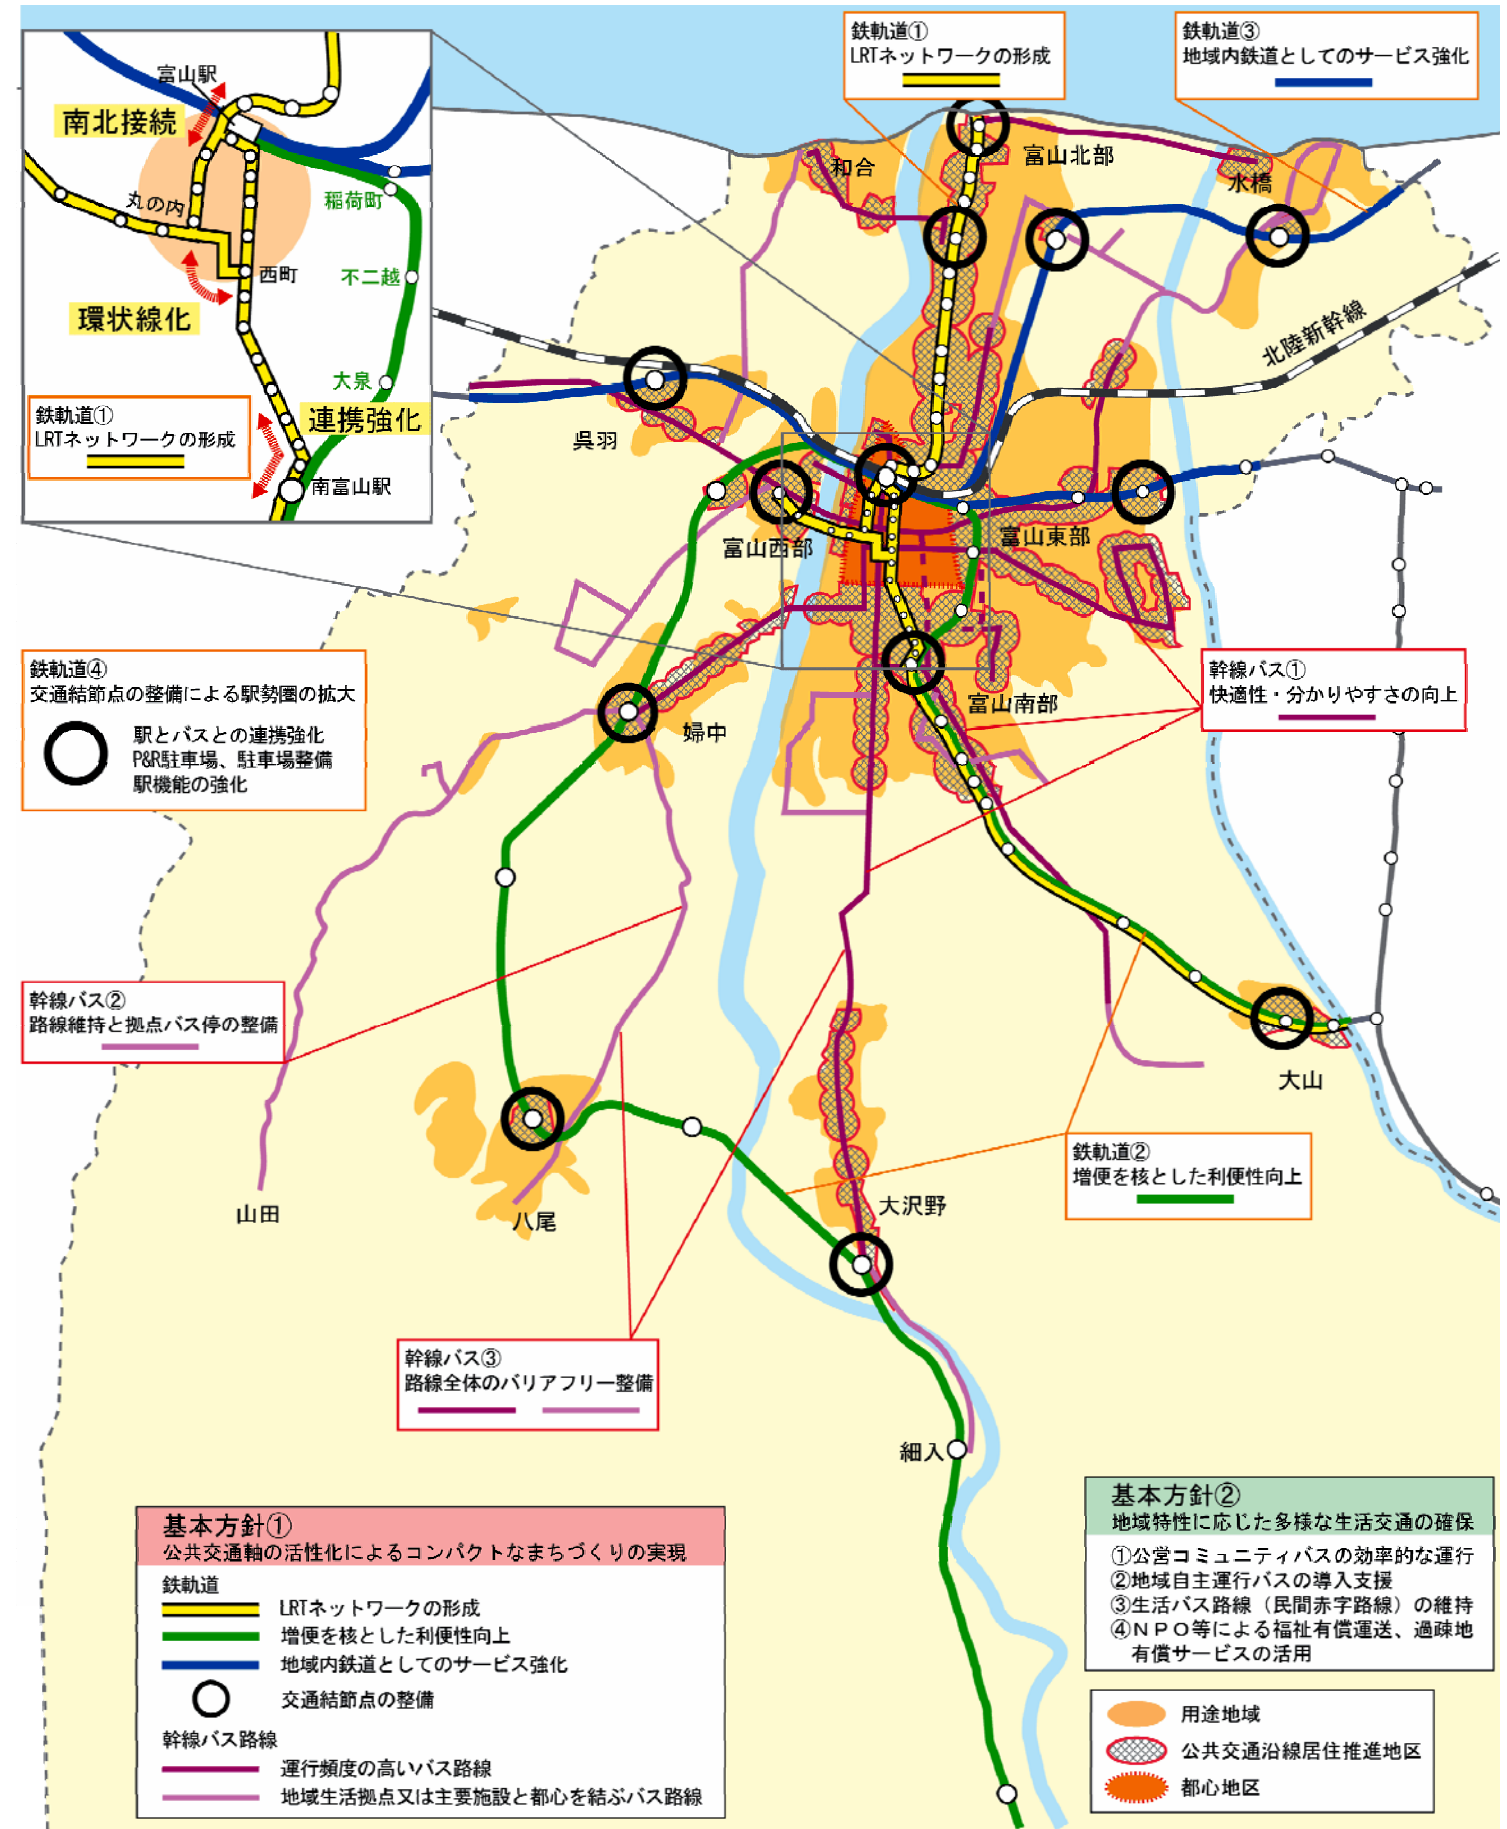 富山駅
南北接続
丸の内
稲荷町
西町
不二越
環状線化
大泉
連携強化
鉄軌道①
LRTネットワークの形成
南富山駅
鉄軌道①
LRTネットワークの形成
鉄軌道③
地域内鉄道としてのサービス強化
和合
富山北部
水橋
北陸新幹線
呉羽
富山西部
富山東部
鉄軌道④
交通結節点の整備による駅勢圏の拡大
駅とバスとの連携強化
P&R駐車場、駐車場整備
駅機能の強化
婦中
富山南部
幹線バス①
快適性・分かりやすさの向上
幹線バス②
路線維持と拠点バス停の整備
大山
鉄軌道②
増便を核とした利便性向上
山田
八尾
大沢野
幹線バス③
路線全体のバリアフリー整備
細入
基本方針①
公共交通軸の活性化によるコンパクトなまちづくりの実現
鉄軌道
LRTネットワークの形成
増便を核とした利便性向上
地域内鉄道としてのサービス強化
交通結節点の整備
幹線バス路線
運行頻度の高いバス路線
地域生活拠点又は主要施設と都心を結ぶバス路線
基本方針②
地域特性に応じた多様な生活交通の確保
①公営コミュニティバスの効率的な運行
②地域自主運行バスの導入支援
③生活バス路線（民間赤字路線）の維持
④ＮＰＯ等による福祉有償運送、過疎地
有償サービスの活用
用途地域
公共交通沿線居住推進地区
都心地区